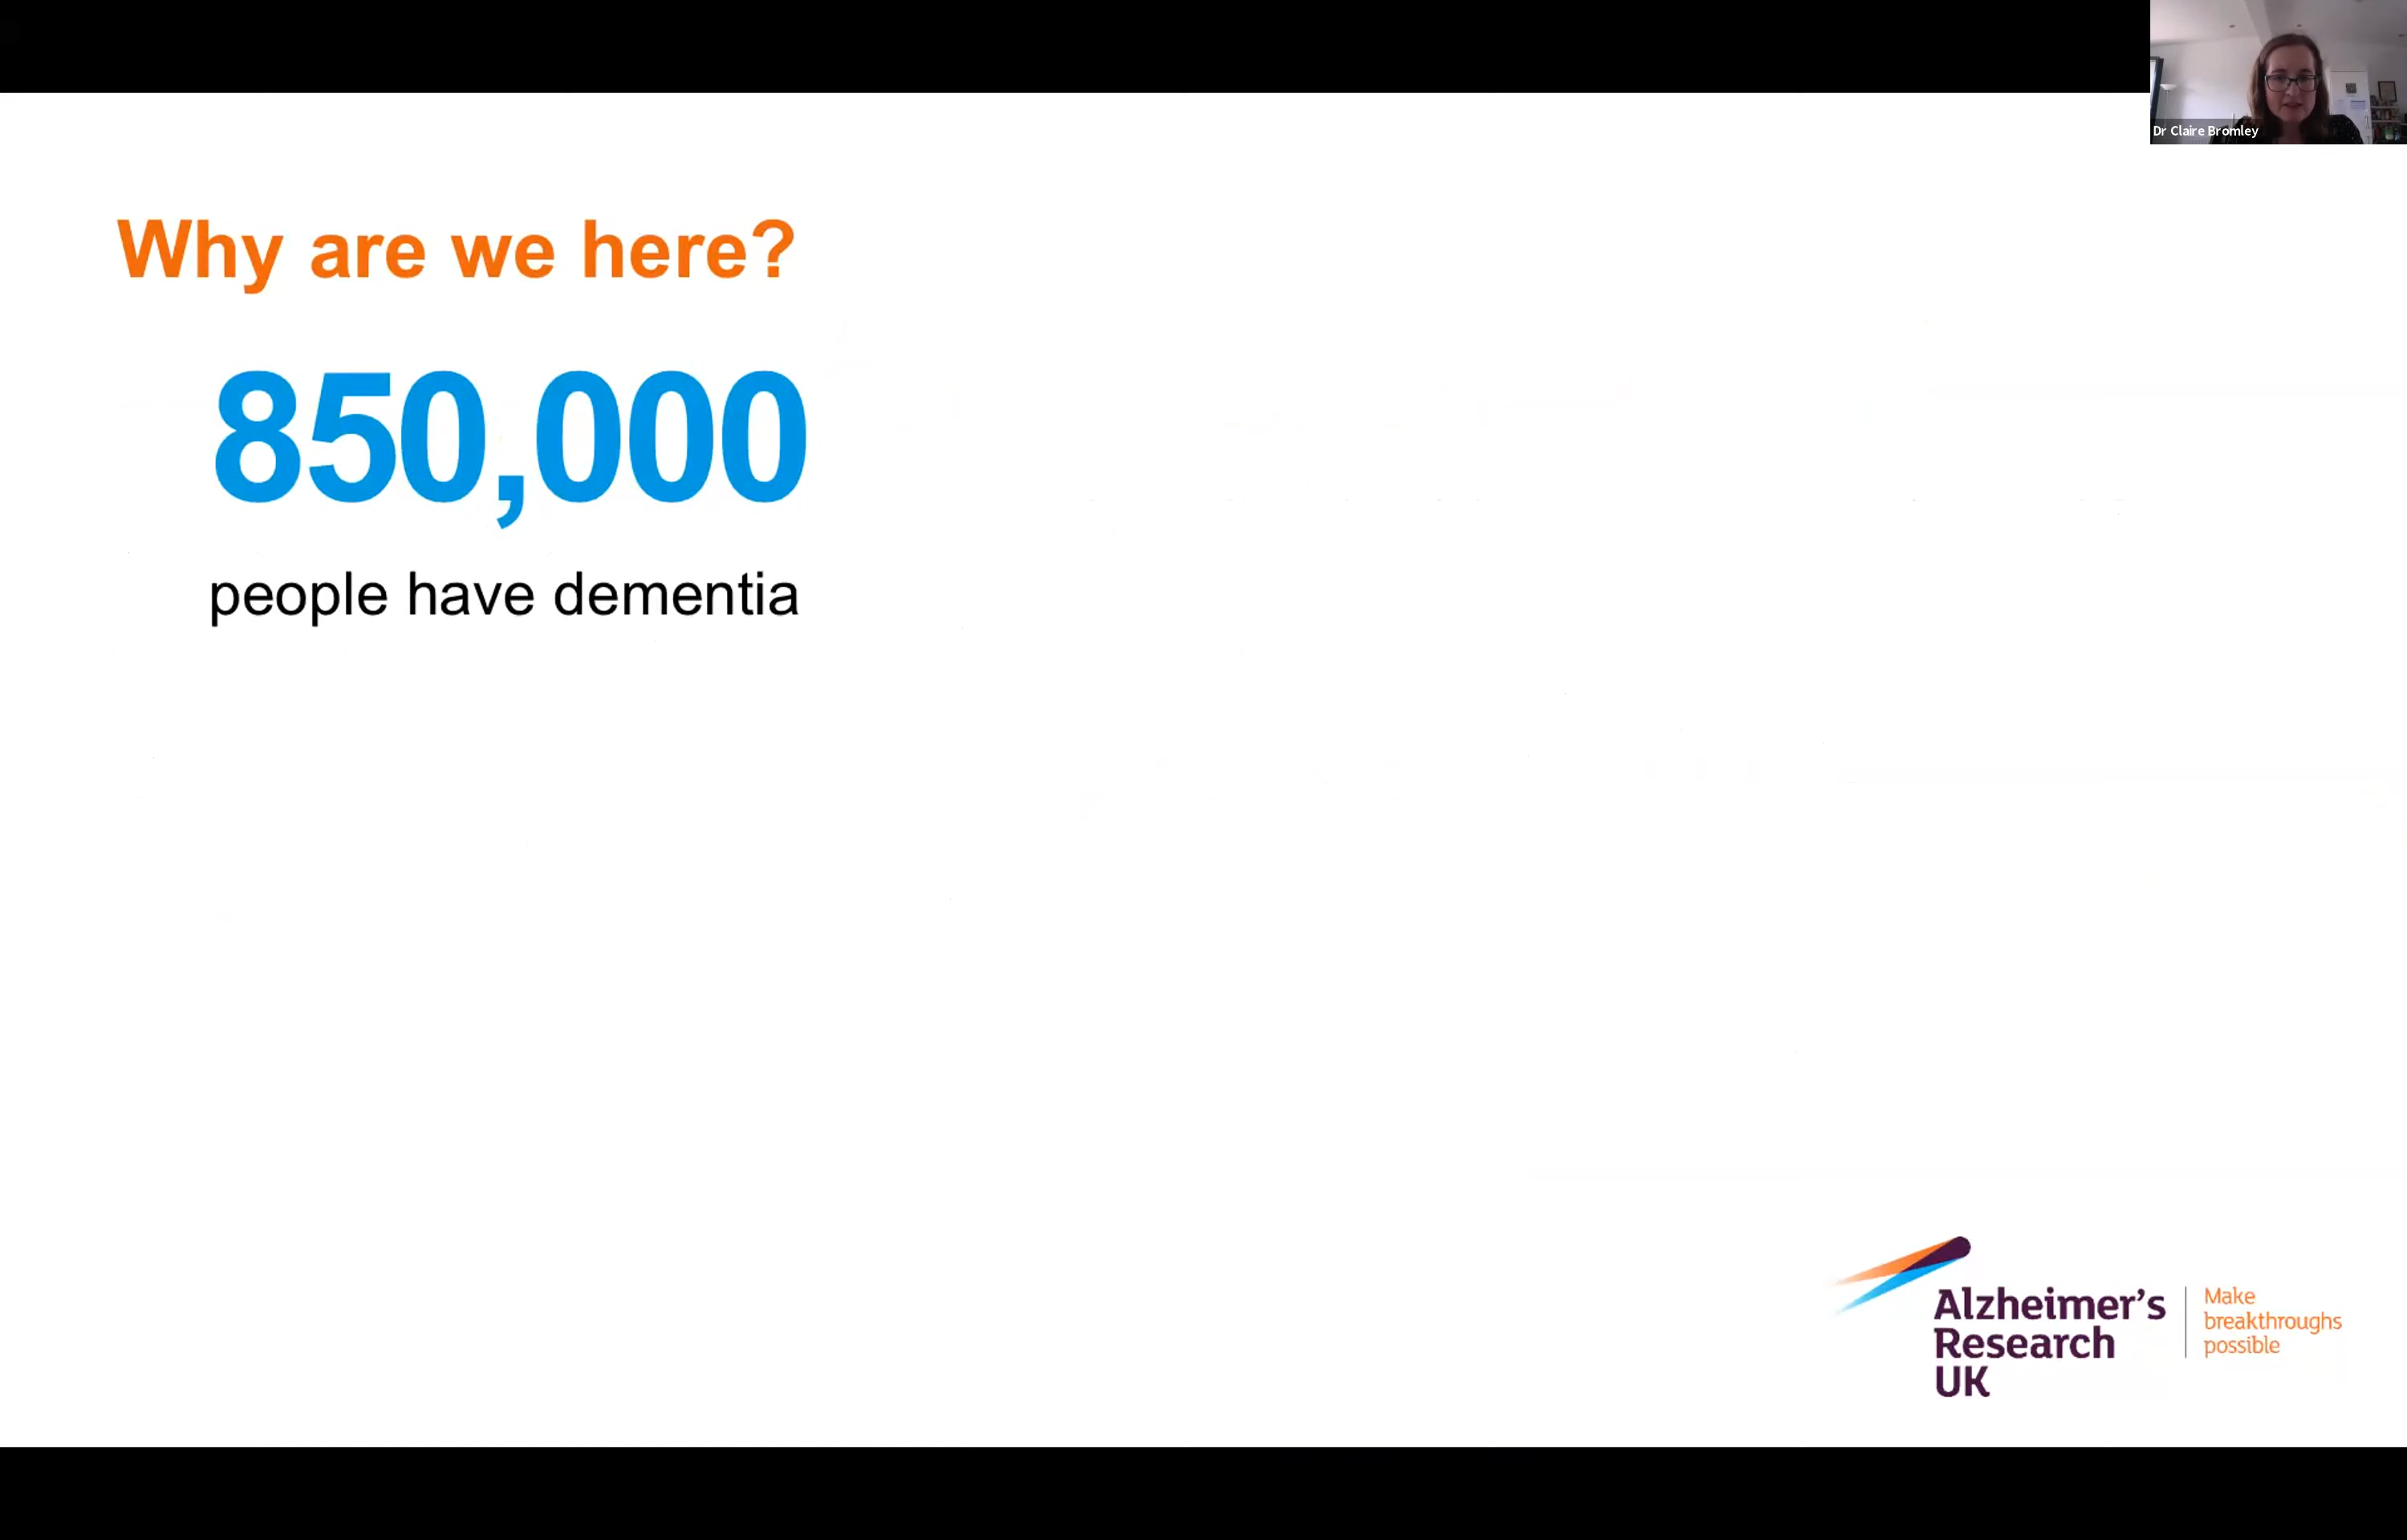 Dr Claire Bromley
Why are we here?
850,000
people have dementia
Alzheimer's
Research
UK
Make
breakthroughs
possible